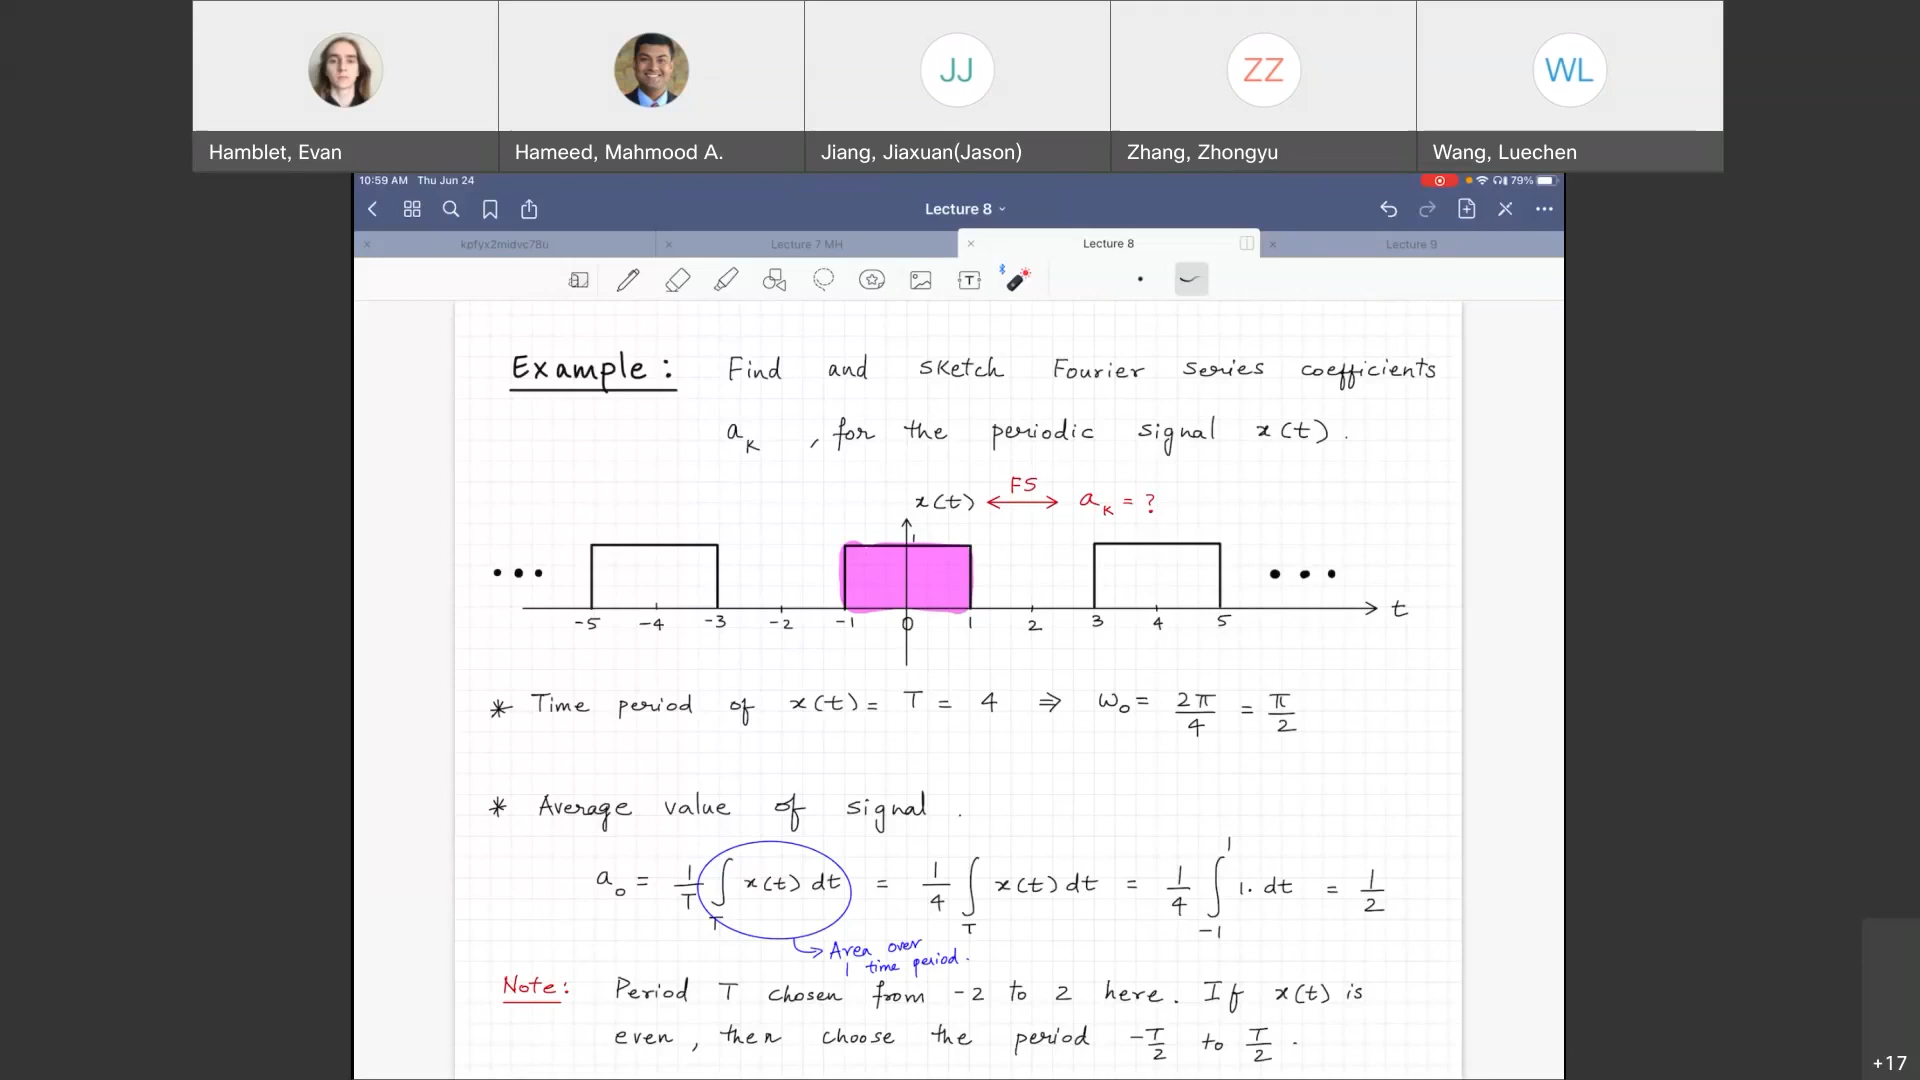 JJ
ZZ
WL
Hamblet, Evan
Hameed, Mahmood A.
Jiang, Jiaxuan(Jason)
Zhang, Zhongyu
Wang, Luechen
10:59 AM Thu Jun 24
79%
Lecture 8
kpfyx2midvc78u
Lecture 7 MH
Lecture 8
Lecture 9
Example : Find and sketch Fourier series coefficients
a_K , for the periodic signal x(t) .
x(t) ⟷ FS a_K = ?
1
-5 -4 -3 -2 -1 0 1 2 3 4 5 t
* Time period of x(t) = T = 4 ⇒ ω_0 = 2π/4 = π/2
* Average value of signal .
a_0 = 1/T ∫_T x(t) dt = 1/4 ∫_T x(t) dt = 1/4 ∫_{-1}^{1} 1. dt = 1/2
Area over
1 time period.
Note: Period T chosen from -2 to 2 here. If x(t) is
even, then choose the period -T/2 to T/2 .
+17